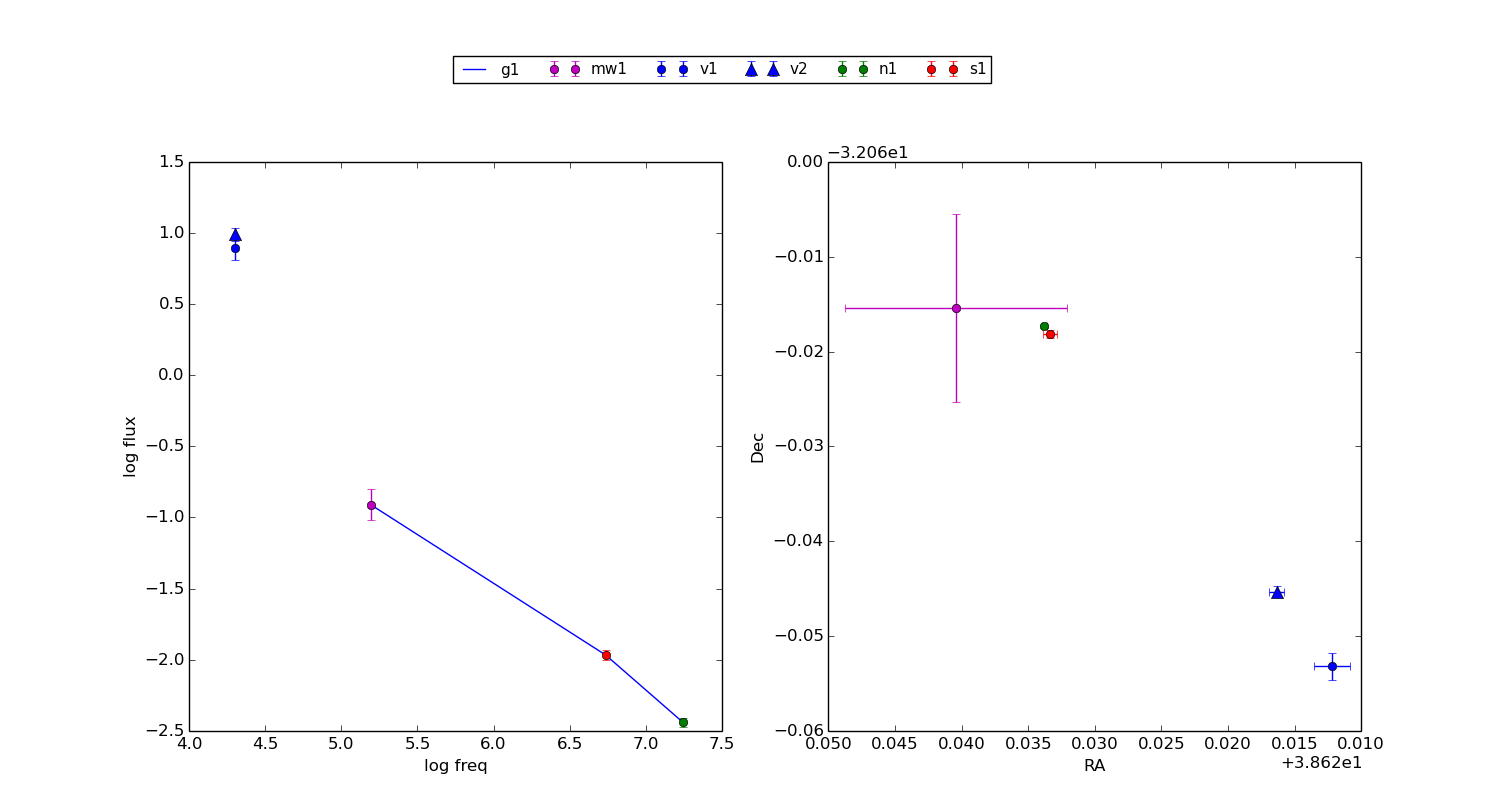 g1 mw1 v1 v2 n1 s1
1.5
1.0
0.5
0.0
−0.5
−1.0
−1.5
−2.0
−2.5
log flux
4.0 4.5 5.0 5.5 6.0 6.5 7.0 7.5
log freq
−3.206e1
0.00
−0.01
−0.02
−0.03
−0.04
−0.05
−0.06
Dec
0.050 0.045 0.040 0.035 0.030 0.025 0.020 0.015 0.010
RA
+3.862e1